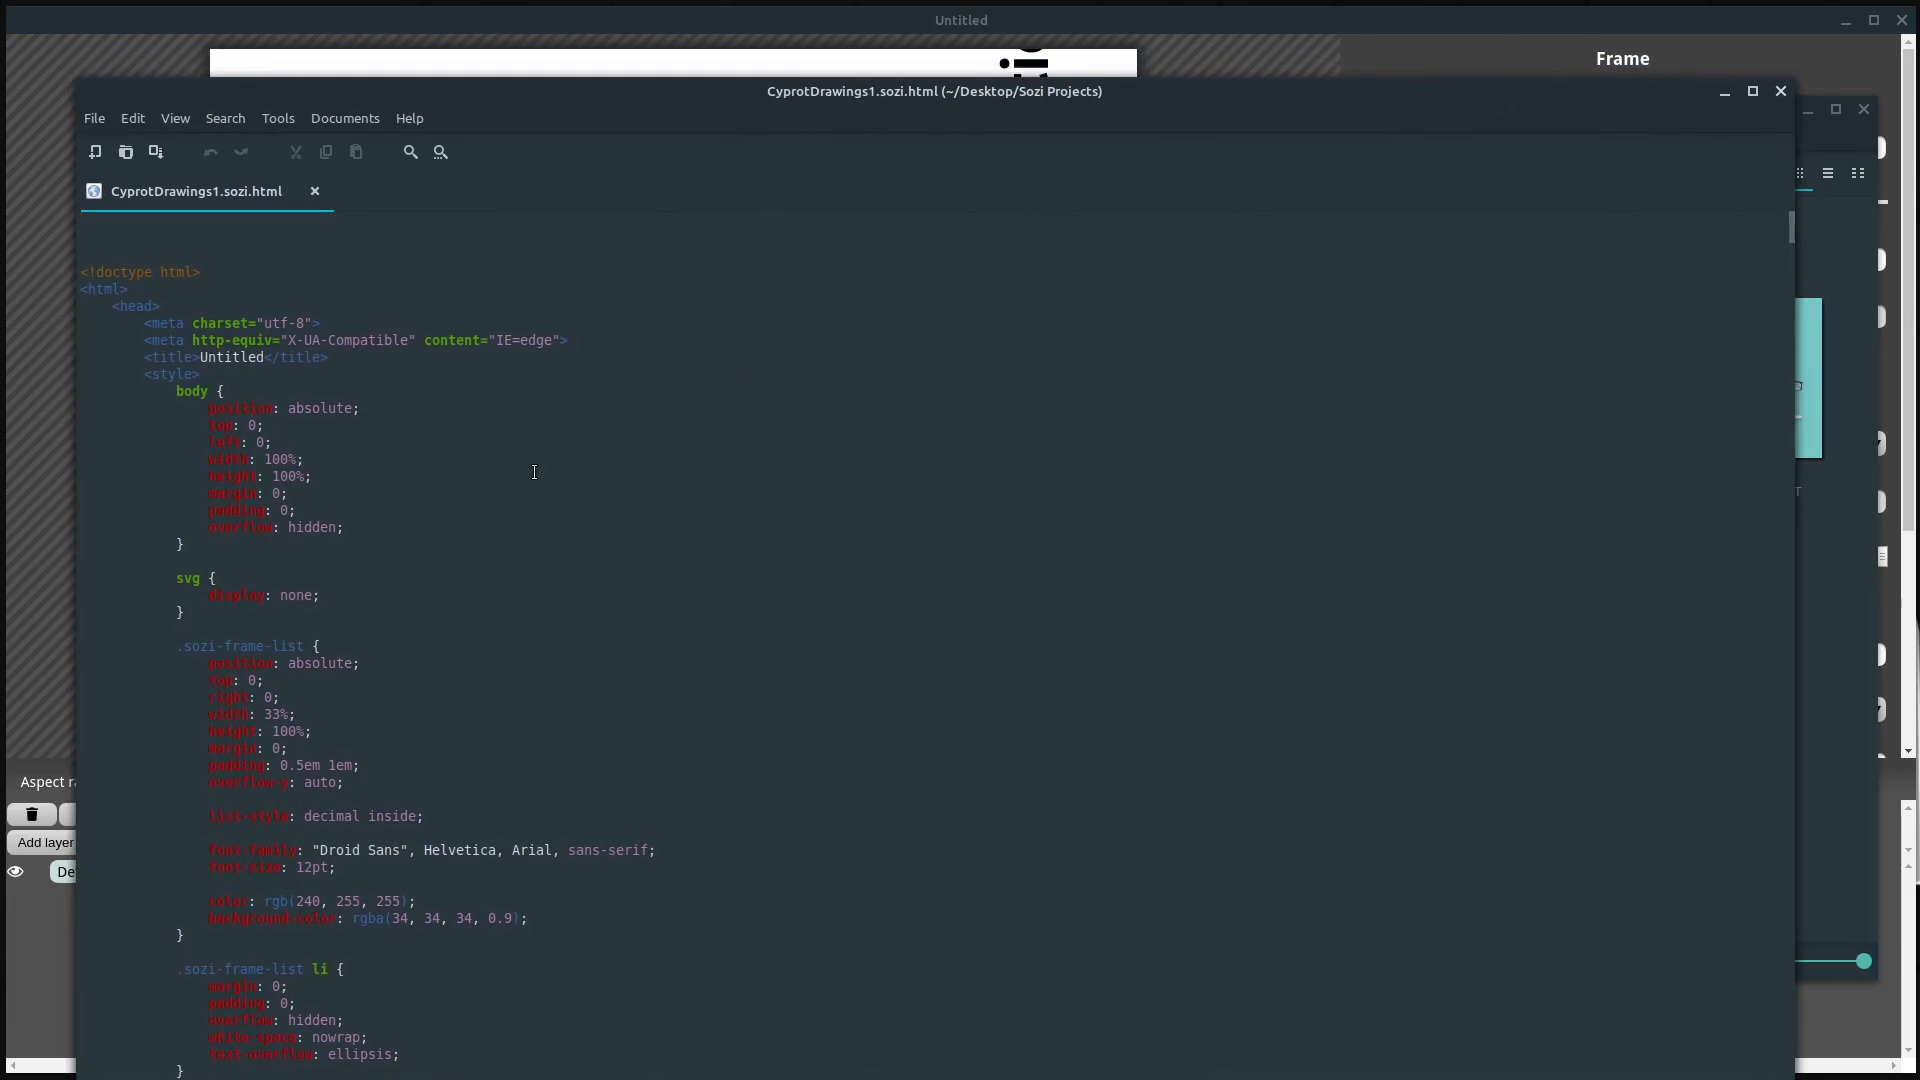 Untitled
Frame
CyprotDrawings1.sozi.html (~/Desktop/Sozi Projects)
File Edit View Search Tools Documents Help
CyprotDrawings1.sozi.html
<!doctype html>
<html>
<head>
<meta charset="utf-8">
<meta http-equiv="X-UA-Compatible" content="IE=edge">
<title>Untitled</title>
<style>
body {
position: absolute;
top: 0;
left: 0;
width: 100%;
height: 100%;
margin: 0;
padding: 0;
overflow: hidden;
}
svg {
display: none;
}
.sozi-frame-list {
position: absolute;
top: 0;
right: 0;
width: 33%;
height: 100%;
margin: 0;
padding: 0.5em 1em;
overflow-y: auto;
list-style: decimal inside;
font-family: "Droid Sans", Helvetica, Arial, sans-serif;
font-size: 12pt;
color: rgb(240, 255, 255);
background-color: rgba(34, 34, 34, 0.9);
}
.sozi-frame-list li {
margin: 0;
padding: 0;
overflow: hidden;
white-space: nowrap;
text-overflow: ellipsis;
}
Aspect ra
Add layer
De
T